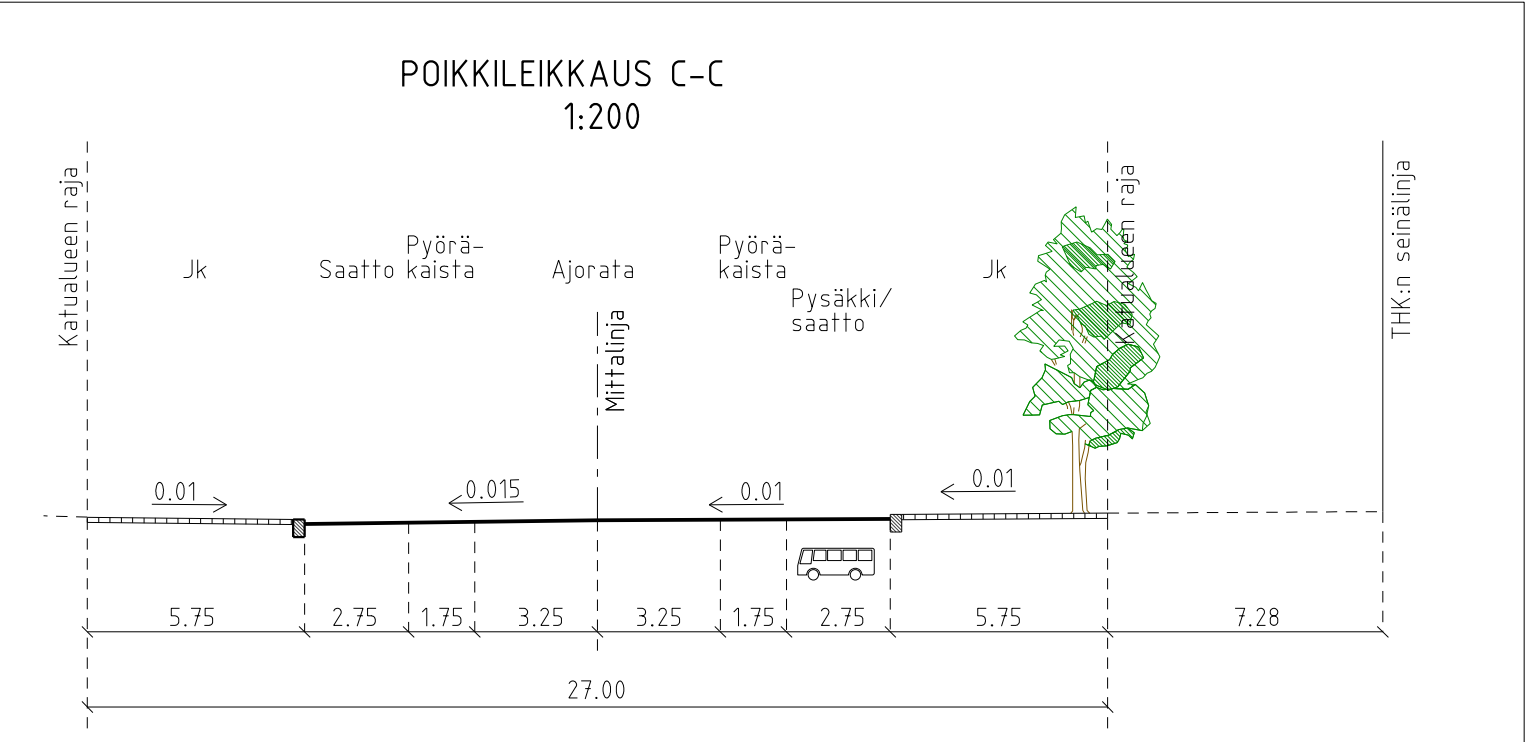 POIKKILEIKKAUS C-C
1:200
Katualueen raja
Jk
Saatto
Pyörä-
kaista
Ajorata
Mittalinja
Pyörä-
kaista
Pysäkki/
saatto
Jk
Katualueen raja
THK:n seinälinja
0.01
0.015
0.01
0.01
5.75
2.75
1.75
3.25
3.25
1.75
2.75
5.75
7.28
27.00